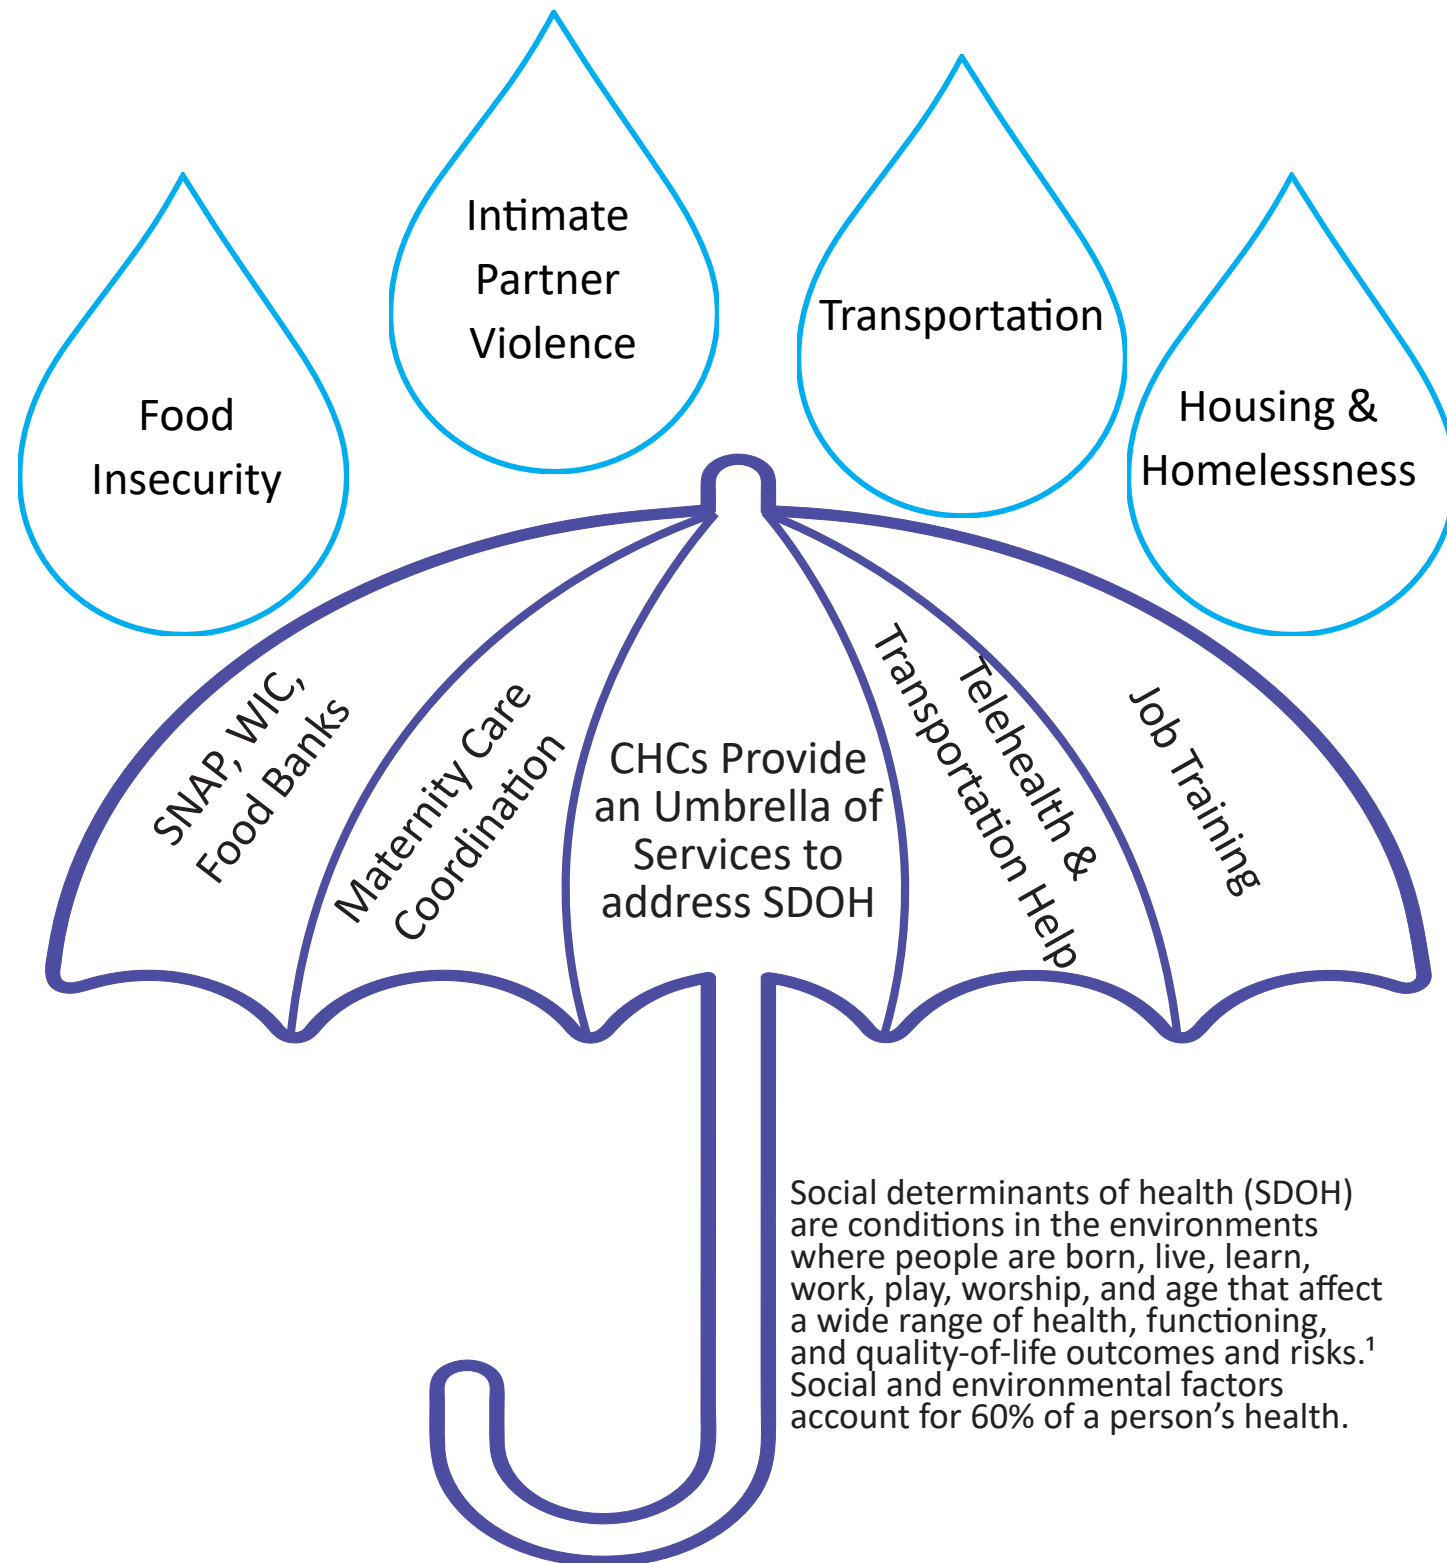 Intimate
Partner
Violence
Transportation
Food
Insecurity
Housing &
Homelessness
SNAP, WIC,
Food Banks
Maternity Care
Coordination
CHCs Provide
an Umbrella of
Services to
address SDOH
Telehealth &
Transportation Help
Job Training
Social determinants of health (SDOH)
are conditions in the environments
where people are born, live, learn,
work, play, worship, and age that affect
a wide range of health, functioning,
and quality-of-life outcomes and risks.¹
Social and environmental factors
account for 60% of a person’s health.